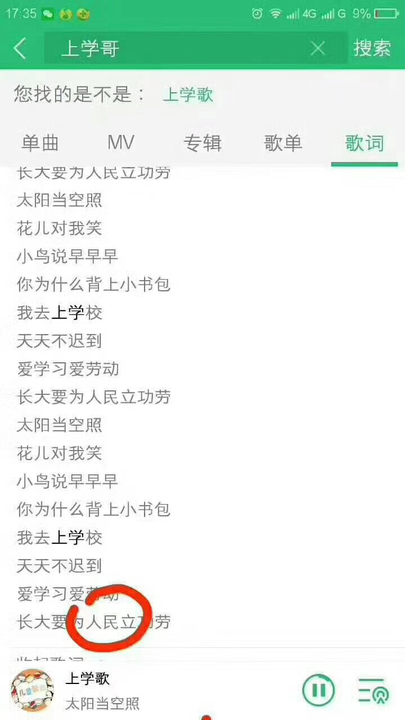 17:35
4G
G
9%
上学哥
搜索
您找的是不是： 上学歌
单曲
MV
专辑
歌单
歌词
长大要为人民立功劳
太阳当空照
花儿对我笑
小鸟说早早早
你为什么背上小书包
我去上学校
天天不迟到
爱学习爱劳动
长大要为人民立功劳
太阳当空照
花儿对我笑
小鸟说早早早
你为什么背上小书包
我去上学校
天天不迟到
爱学习爱劳动
长大要为人民立功劳
收起歌词
上学歌
太阳当空照